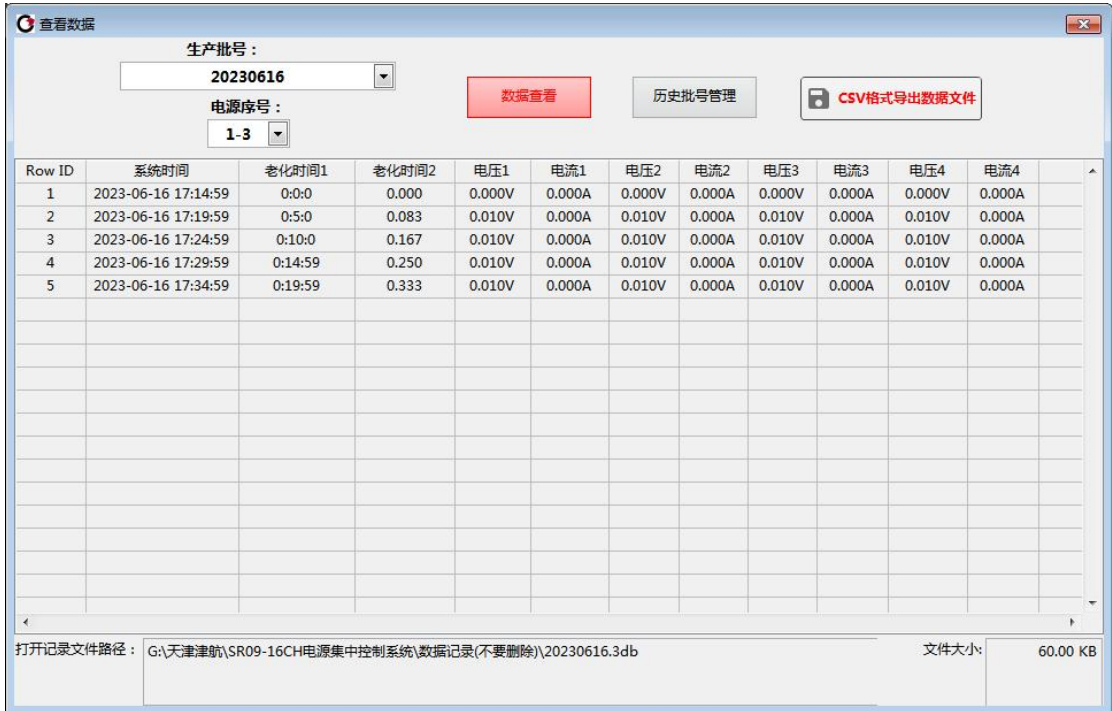 查看数据
生产批号：
20230616
电源序号：
1-3
数据查看
历史批号管理
CSV格式导出数据文件
Row ID 系统时间 老化时间1 老化时间2 电压1 电流1 电压2 电流2 电压3 电流3 电压4 电流4
1 2023-06-16 17:14:59 0:0:0 0.000 0.000V 0.000A 0.000V 0.000A 0.000V 0.000A 0.000V 0.000A
2 2023-06-16 17:19:59 0:5:0 0.083 0.010V 0.000A 0.010V 0.000A 0.010V 0.000A 0.010V 0.000A
3 2023-06-16 17:24:59 0:10:0 0.167 0.010V 0.000A 0.010V 0.000A 0.010V 0.000A 0.010V 0.000A
4 2023-06-16 17:29:59 0:14:59 0.250 0.010V 0.000A 0.010V 0.000A 0.010V 0.000A 0.010V 0.000A
5 2023-06-16 17:34:59 0:19:59 0.333 0.010V 0.000A 0.010V 0.000A 0.010V 0.000A 0.010V 0.000A
打开记录文件路径： G:\天津津航\SR09-16CH电源集中控制系统\数据记录(不要删除)\20230616.3db 文件大小: 60.00 KB